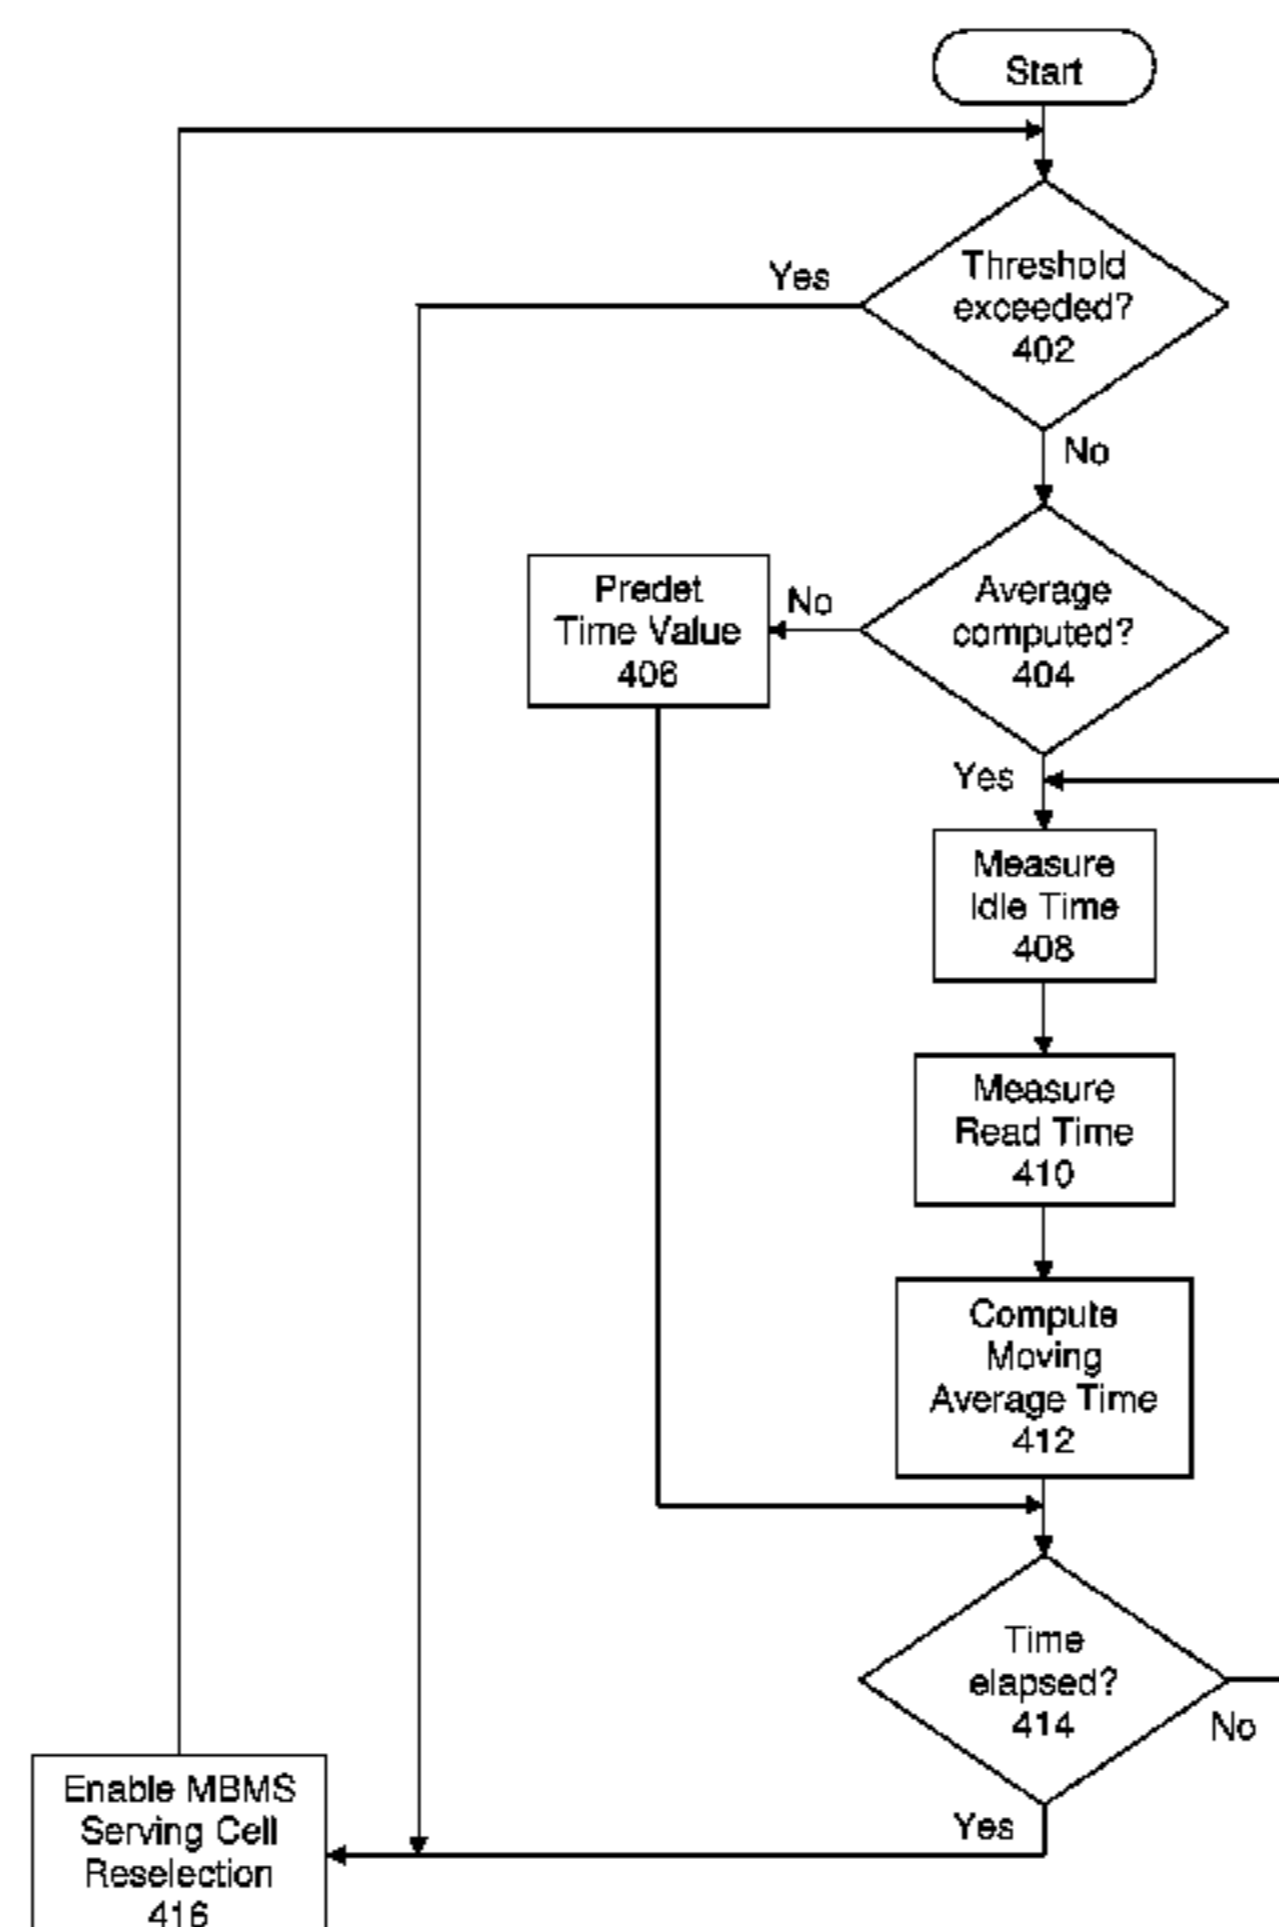 Start
Threshold
exceeded?
402
Yes
No
Average
computed?
404
No
Predet
Time Value
406
Yes
Measure
Idle Time
408
Measure
Read Time
410
Compute
Moving
Average Time
412
Time
elapsed?
414
No
Yes
Enable MBMS
Serving Cell
Reselection
416